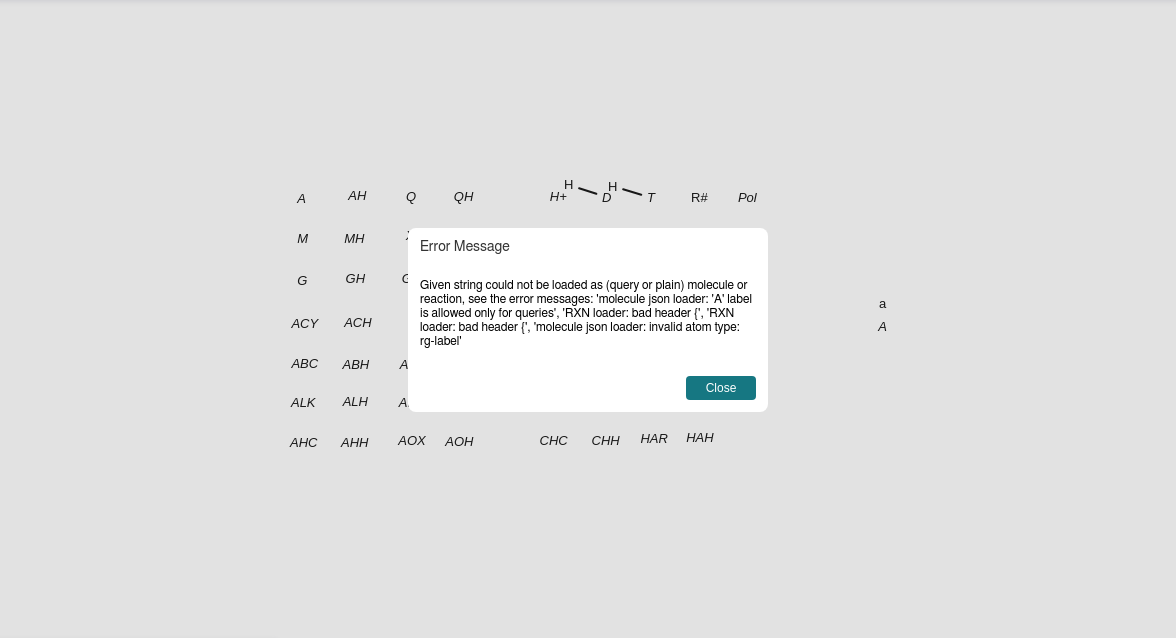 H H
A AH Q QH H+ D T R# Pol
M MH
Error Message
G GH
Given string could not be loaded as (query or plain) molecule or
reaction, see the error messages: 'molecule json loader: 'A' label
is allowed only for queries', 'RXN loader: bad header {', 'RXN
loader: bad header {', 'molecule json loader: invalid atom type:
rg-label'
a
A
ACY ACH
ABC ABH
Close
ALK ALH
AHC AHH AOX AOH CHC CHH HAR HAH